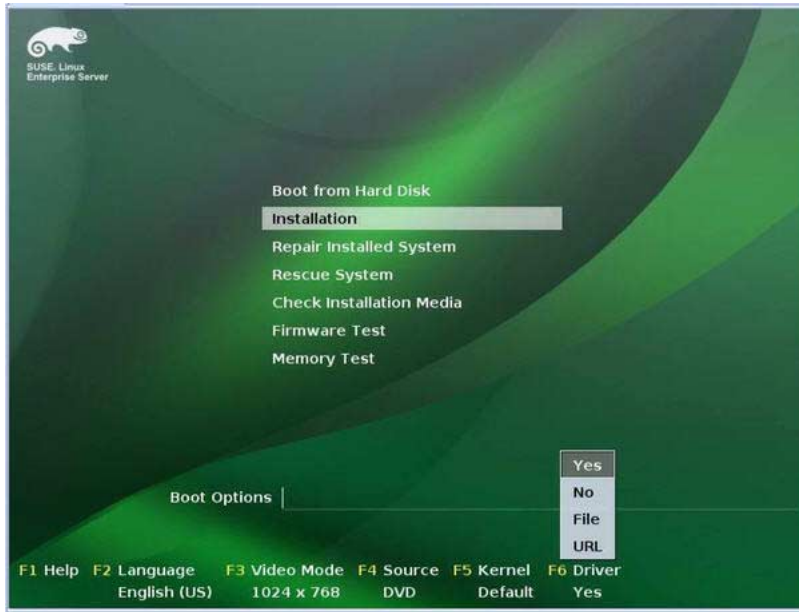 SUSE. Linux
Enterprise Server
Boot from Hard Disk
Installation
Repair Installed System
Rescue System
Check Installation Media
Firmware Test
Memory Test
Boot Options
Yes
No
File
URL
F1 Help F2 Language F3 Video Mode F4 Source F5 Kernel F6 Driver
English (US) 1024 x 768 DVD Default Yes